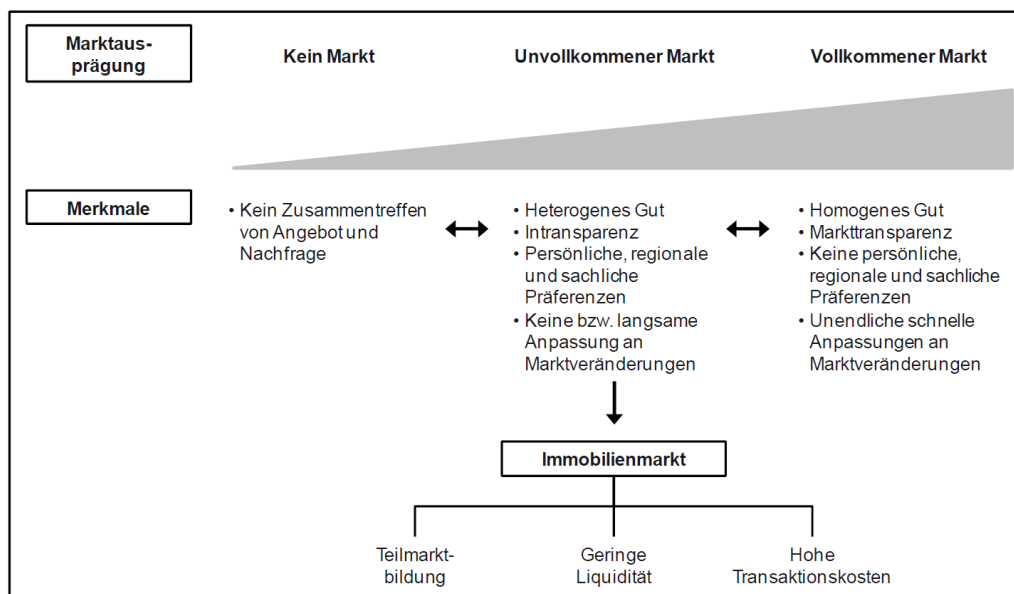 Marktaus-
prägung
Kein Markt
Unvollkommener Markt
Vollkommener Markt
Merkmale
• Kein Zusammentreffen
von Angebot und
Nachfrage
• Heterogenes Gut
• Intransparenz
• Persönliche, regionale
und sachliche
Präferenzen
• Keine bzw. langsame
Anpassung an
Marktveränderungen
• Homogenes Gut
• Markttransparenz
• Keine persönliche,
regionale und sachliche
Präferenzen
• Unendliche schnelle
Anpassungen an
Marktveränderungen
Immobilienmarkt
Teilmarkt-
bildung
Geringe
Liquidität
Hohe
Transaktionskosten